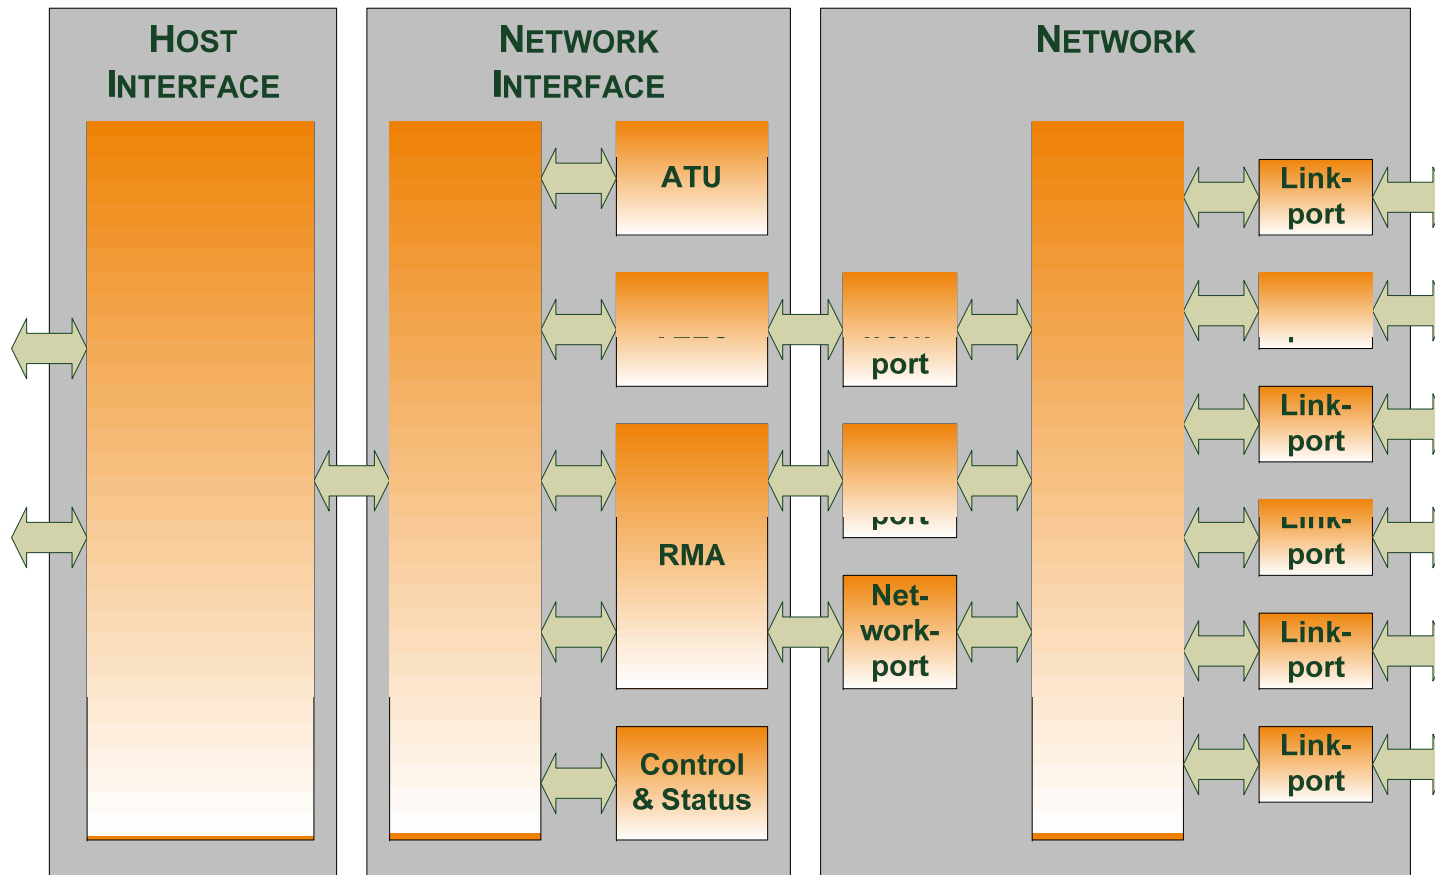 HOST
INTERFACE
NETWORK
INTERFACE
NETWORK
ATU
RMA
Control
& Status
port
port
Net-
work-
port
Link-
port
Link-
port
Link-
port
Link-
port
Link-
port